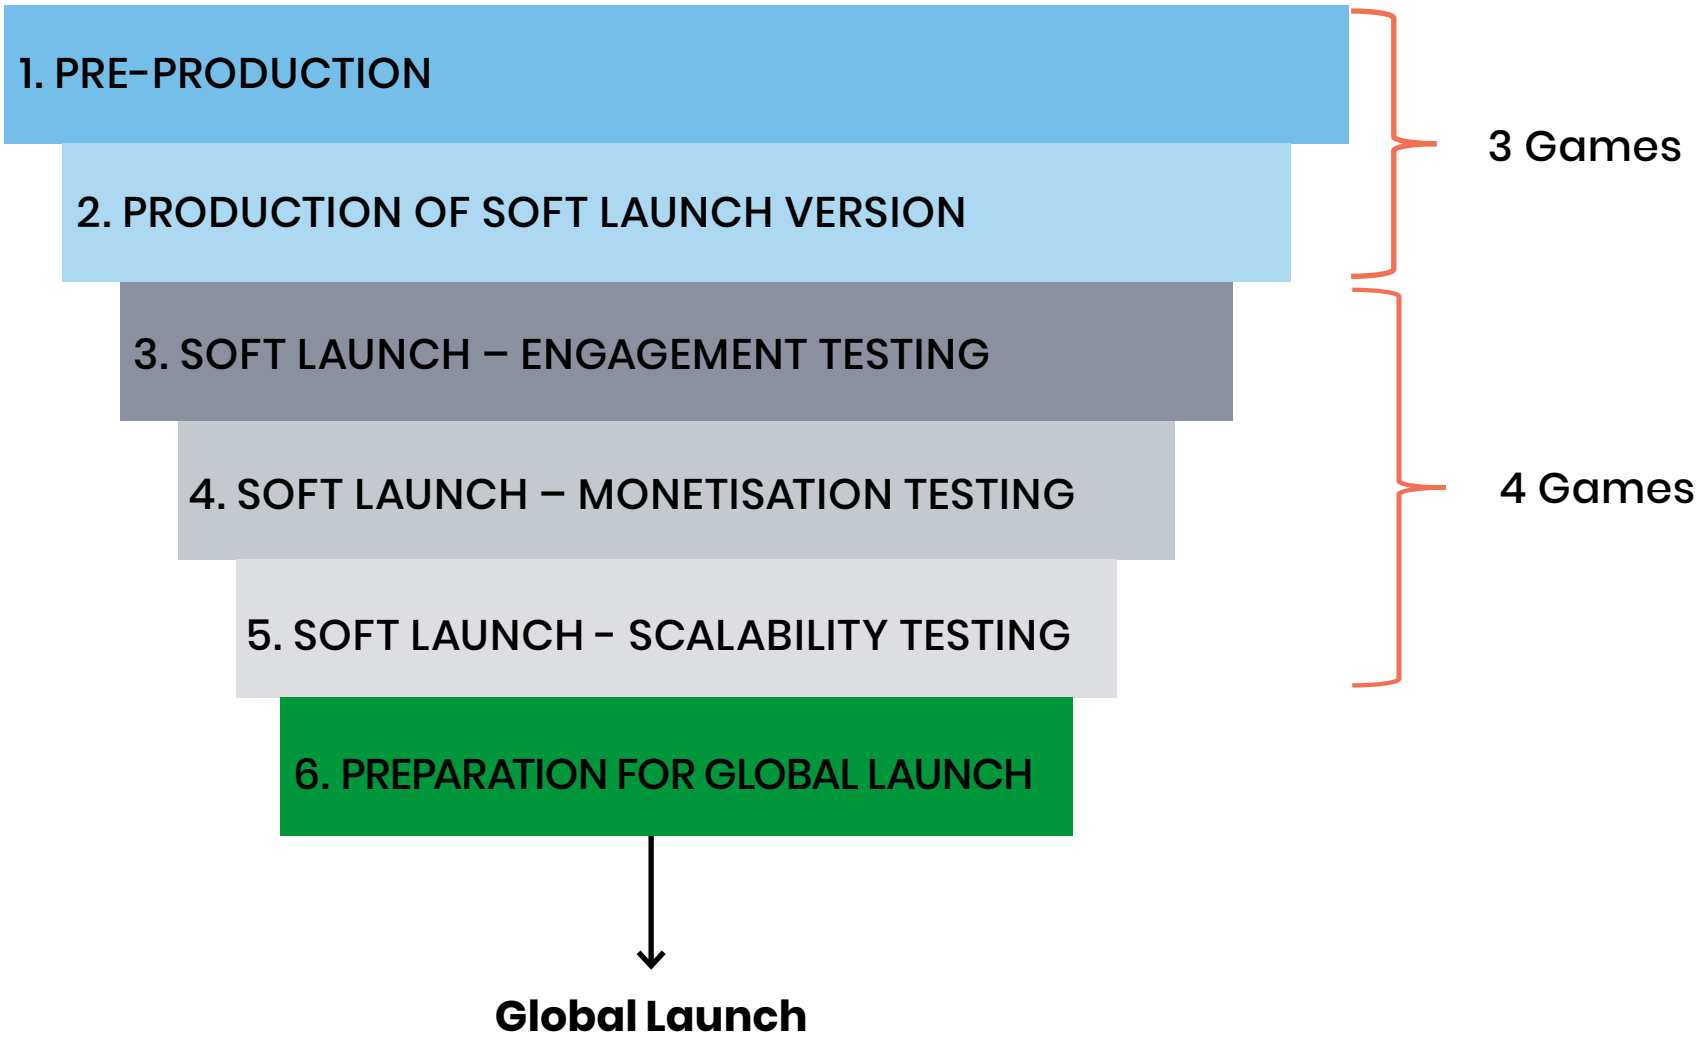 1. PRE-PRODUCTION
3 Games
2. PRODUCTION OF SOFT LAUNCH VERSION
3. SOFT LAUNCH – ENGAGEMENT TESTING
4. SOFT LAUNCH – MONETISATION TESTING
4 Games
5. SOFT LAUNCH - SCALABILITY TESTING
6. PREPARATION FOR GLOBAL LAUNCH
Global Launch